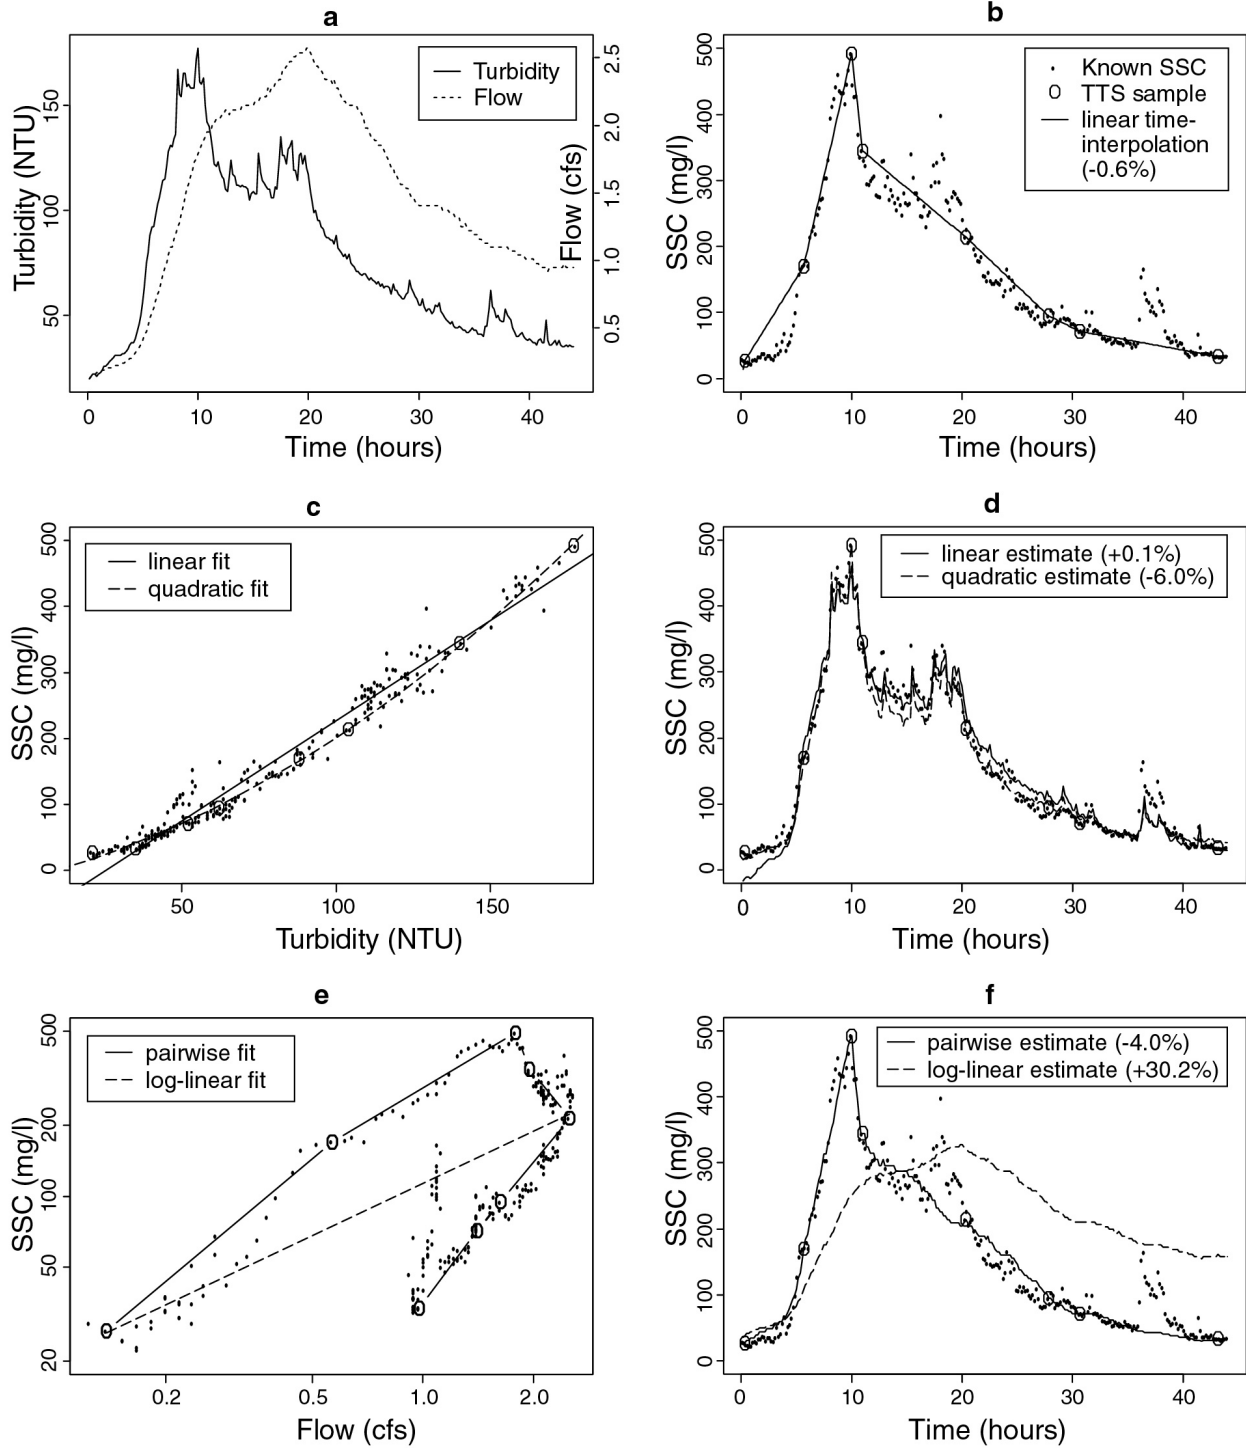 a
Turbidity
Flow
Turbidity (NTU)
50
100
150
Flow (cfs)
0.5
1.0
1.5
2.0
2.5
0
10
20
30
40
Time (hours)
b
Known SSC
TTS sample
linear time-
interpolation
(-0.6%)
SSC (mg/l)
0
100
200
300
400
500
0
10
20
30
40
Time (hours)
c
linear fit
quadratic fit
SSC (mg/l)
0
100
200
300
400
500
50
100
150
Turbidity (NTU)
d
linear estimate (+0.1%)
quadratic estimate (-6.0%)
SSC (mg/l)
0
100
200
300
400
500
0
10
20
30
40
Time (hours)
e
pairwise fit
log-linear fit
SSC (mg/l)
20
50
100
200
500
0.2
0.5
1.0
2.0
Flow (cfs)
f
pairwise estimate (-4.0%)
log-linear estimate (+30.2%)
SSC (mg/l)
0
100
200
300
400
500
0
10
20
30
40
Time (hours)